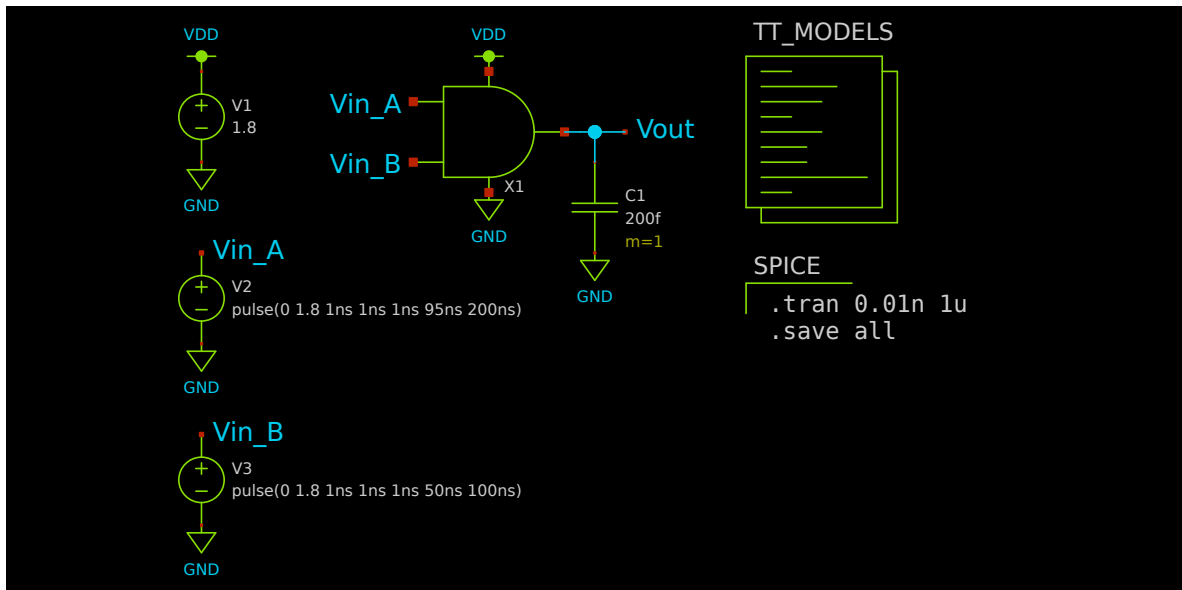 VDD
V1
1.8
GND
Vin_A
V2
pulse(0 1.8 1ns 1ns 1ns 95ns 200ns)
GND
Vin_B
V3
pulse(0 1.8 1ns 1ns 1ns 50ns 100ns)
GND
VDD
Vin_A
Vin_B
X1
GND
Vout
C1
200f
m=1
GND
TT_MODELS
SPICE
.tran 0.01n 1u
.save all